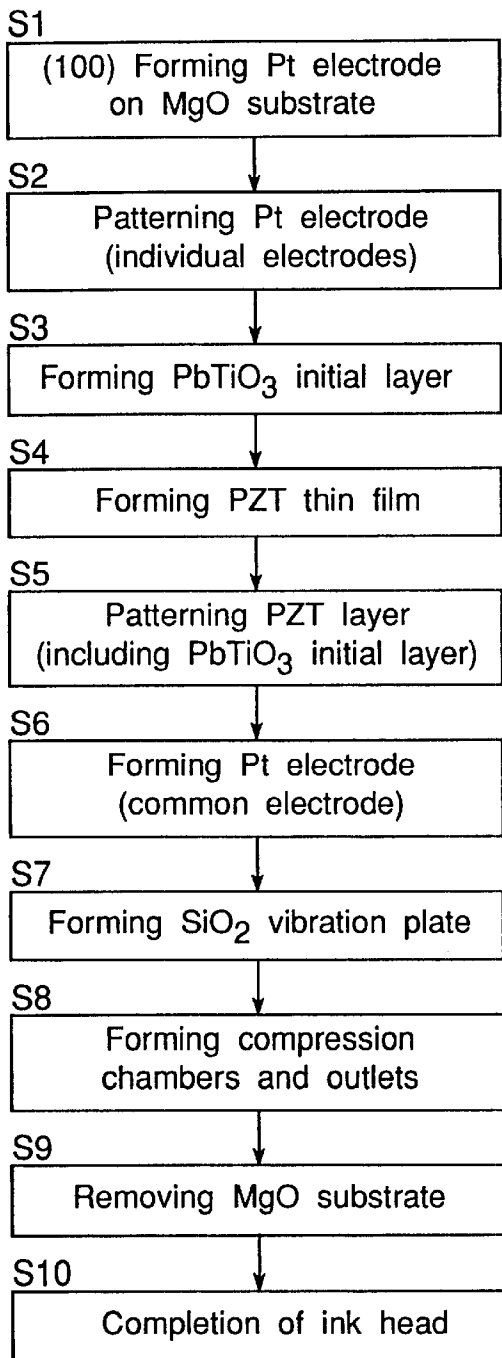 S1
(100) Forming Pt electrode
on MgO substrate
S2
Patterning Pt electrode
(individual electrodes)
S3
Forming PbTiO3 initial layer
S4
Forming PZT thin film
S5
Patterning PZT layer
(including PbTiO3 initial layer)
S6
Forming Pt electrode
(common electrode)
S7
Forming SiO2 vibration plate
S8
Forming compression
chambers and outlets
S9
Removing MgO substrate
S10
Completion of ink head